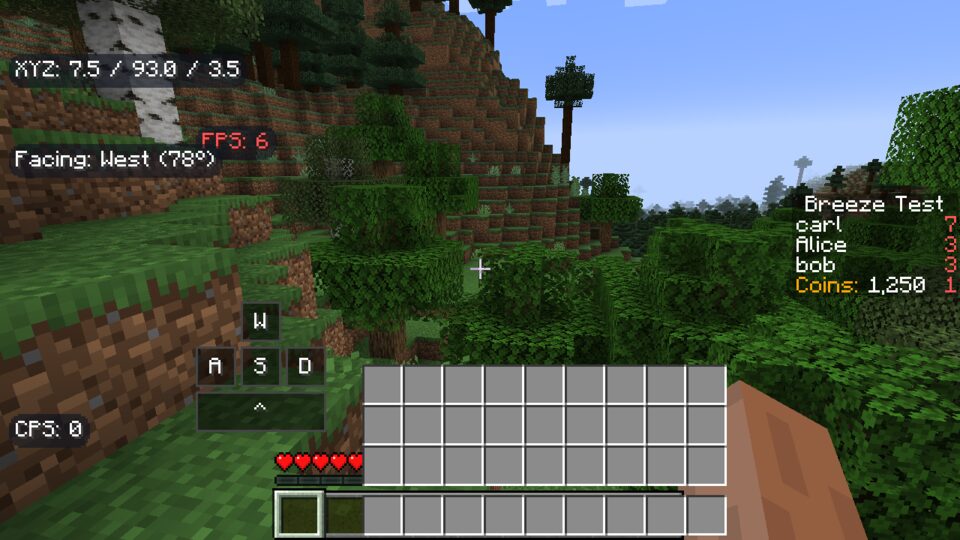 XYZ: 7.5 / 93.0 / 3.5
FPS: 6
Facing: West (78°)
Breeze Test
carl 7
Alice 3
bob 3
Coins: 1,250 1
W
A S D
^
CPS: 0